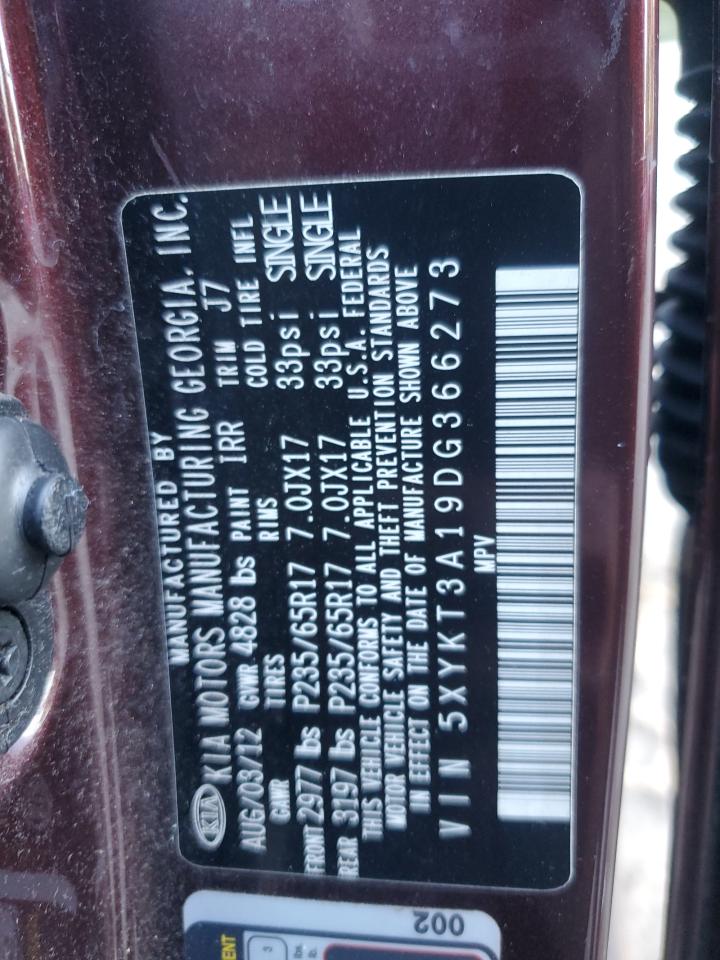 MANUFACTURED BY
KIA KIA MOTORS MANUFACTURING GEORGIA. INC.
AUG/03/12 GVWR 4828 lbs PAINT IRR TRIM J7
GAWR TIRES RIMS COLD TIRE INFL
FRONT 2977 lbs P235/65R17 7.0JX17 33psi SINGLE
REAR 3197 lbs P235/65R17 7.0JX17 33psi SINGLE
THIS VEHICLE CONFORMS TO ALL APPLICABLE U.S.A. FEDERAL
MOTOR VEHICLE SAFETY AND THEFT PREVENTION STANDARDS
IN EFFECT ON THE DATE OF MANUFACTURE SHOWN ABOVE
VIN 5XYKT3A19DG366273
MPV
002
3